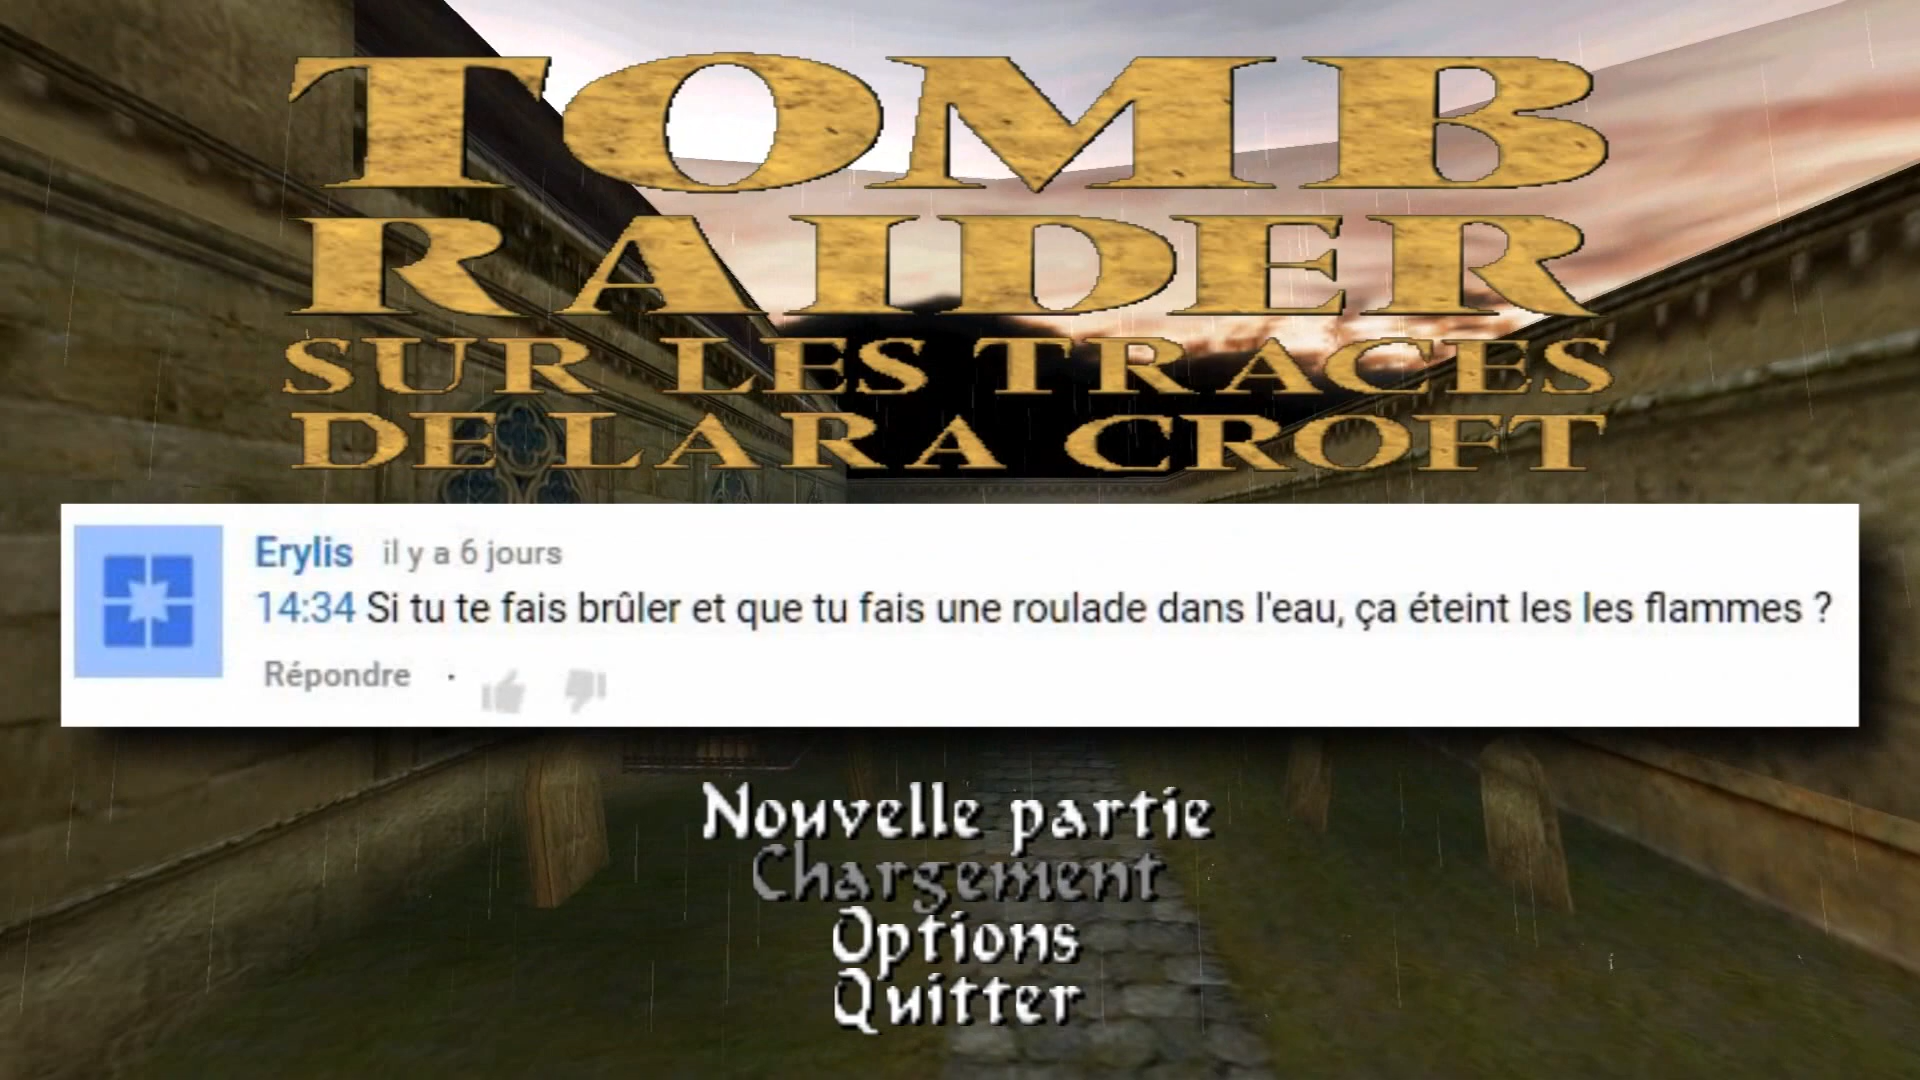 TOMB
RAIDER
SUR LES TRACES
DE LARA CROFT
Erylis il y a 6 jours
14:34 Si tu te fais brûler et que tu fais une roulade dans l'eau, ça éteint les les flammes ?
Répondre ·
Nouvelle partie
Chargement
Options
Quitter